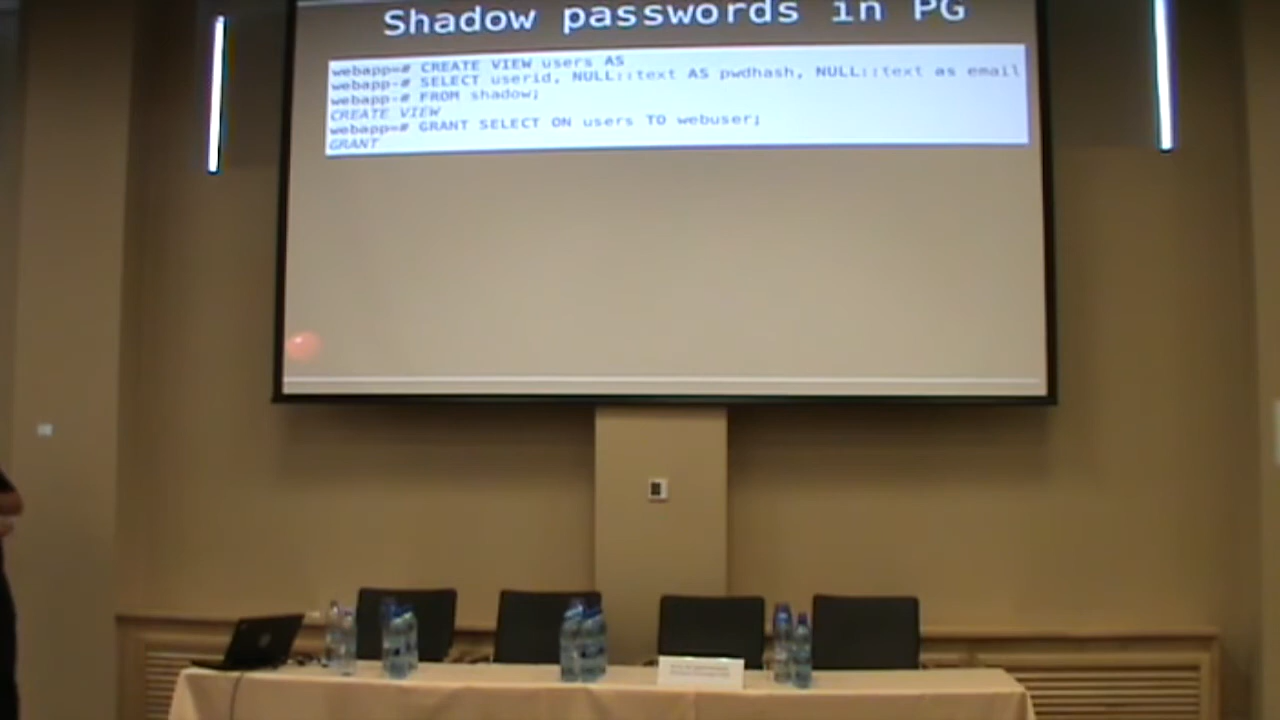 Shadow passwords in PG
webapp=# CREATE VIEW users AS
webapp-# SELECT userid, NULL::text AS pwdhash, NULL::text as email
webapp-# FROM shadow;
CREATE VIEW
webapp=# GRANT SELECT ON users TO webuser;
GRANT